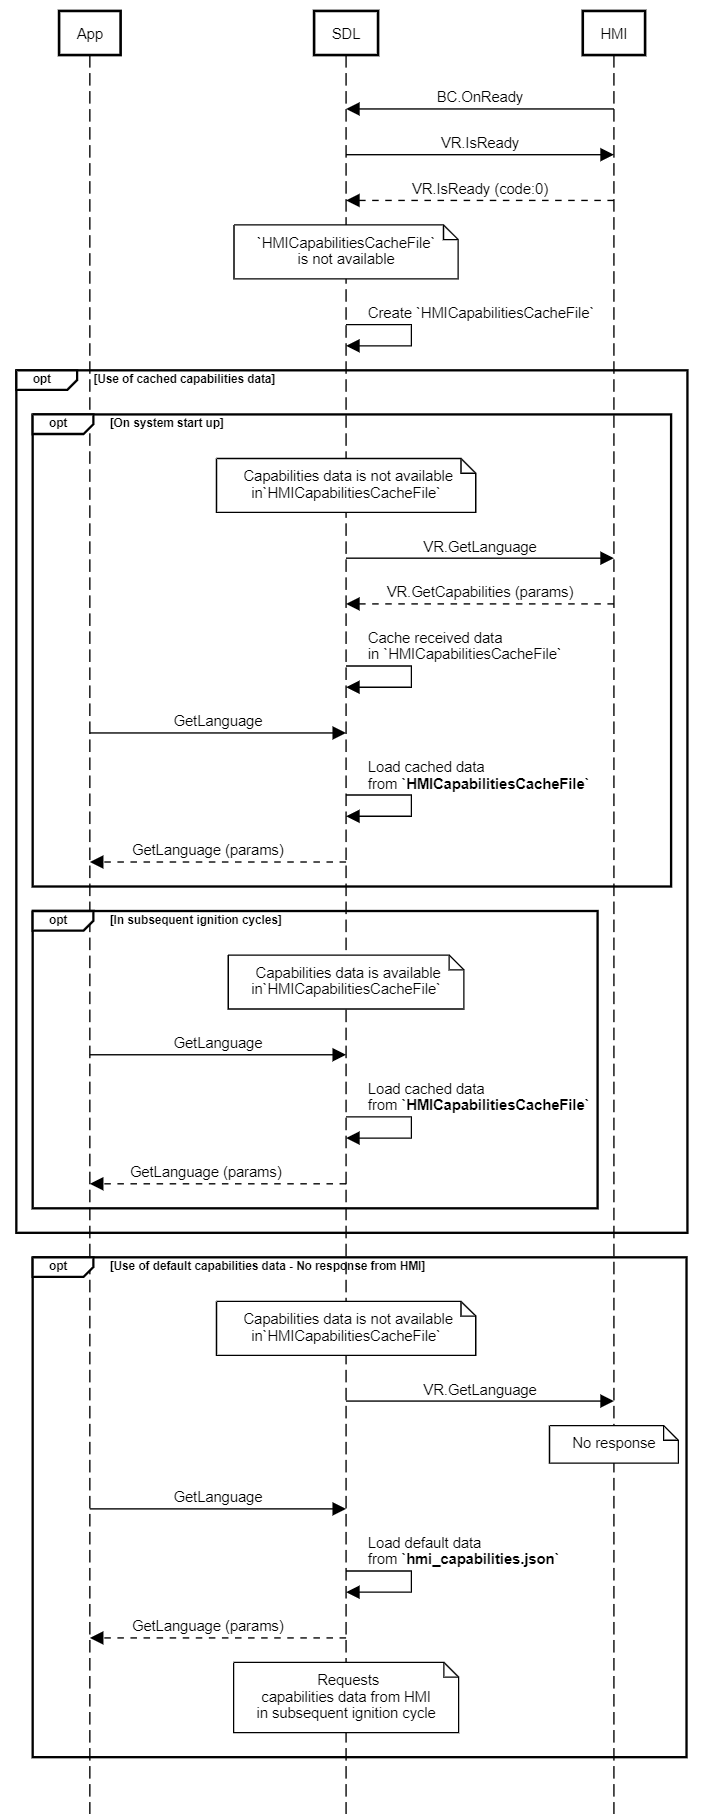 App
SDL
HMI
BC.OnReady
VR.IsReady
VR.IsReady (code:0)
`HMICapabilitiesCacheFile`
is not available
Create `HMICapabilitiesCacheFile`
opt
[Use of cached capabilities data]
opt
[On system start up]
Capabilities data is not available
in`HMICapabilitiesCacheFile`
VR.GetLanguage
VR.GetCapabilities (params)
Cache received data
in `HMICapabilitiesCacheFile`
GetLanguage
Load cached data
from `HMICapabilitiesCacheFile`
GetLanguage (params)
opt
[In subsequent ignition cycles]
Capabilities data is available
in`HMICapabilitiesCacheFile`
GetLanguage
Load cached data
from `HMICapabilitiesCacheFile`
GetLanguage (params)
opt
[Use of default capabilities data - No response from HMI]
Capabilities data is not available
in`HMICapabilitiesCacheFile`
VR.GetLanguage
No response
GetLanguage
Load default data
from `hmi_capabilities.json`
GetLanguage (params)
Requests
capabilities data from HMI
in subsequent ignition cycle